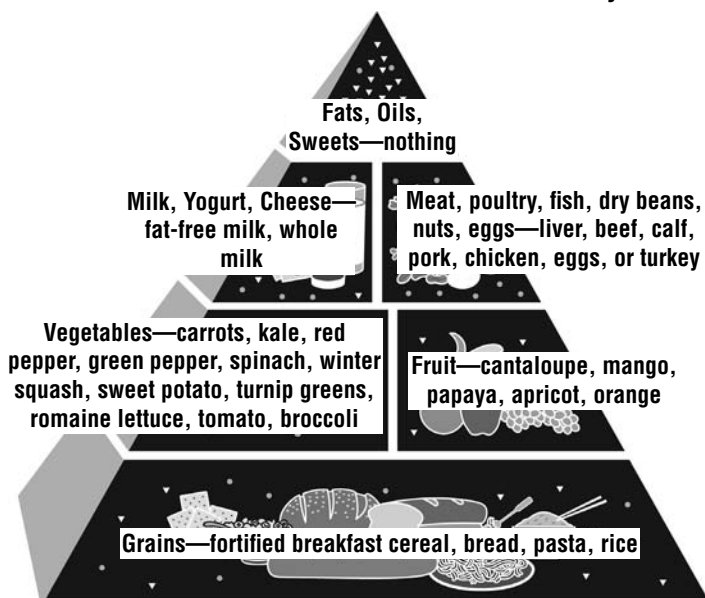 Fats, Oils,
Sweets—nothing
Milk, Yogurt, Cheese—
fat-free milk, whole
milk
Meat, poultry, fish, dry beans,
nuts, eggs—liver, beef, calf,
pork, chicken, eggs, or turkey
Vegetables—carrots, kale, red
pepper, green pepper, spinach, winter
squash, sweet potato, turnip greens,
romaine lettuce, tomato, broccoli
Fruit—cantaloupe, mango,
papaya, apricot, orange
Grains—fortified breakfast cereal, bread, pasta, rice